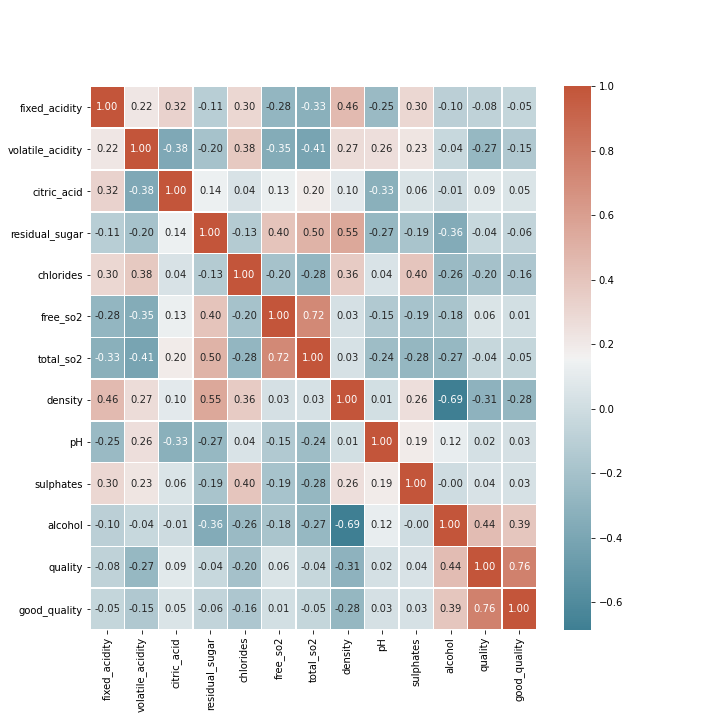 fixed_acidity 1.00 0.22 0.32 -0.11 0.30 -0.28 -0.33 0.46 -0.25 0.30 -0.10 -0.08 -0.05
volatile_acidity 0.22 1.00 -0.38 -0.20 0.38 -0.35 -0.41 0.27 0.26 0.23 -0.04 -0.27 -0.15
citric_acid 0.32 -0.38 1.00 0.14 0.04 0.13 0.20 0.10 -0.33 0.06 -0.01 0.09 0.05
residual_sugar -0.11 -0.20 0.14 1.00 -0.13 0.40 0.50 0.55 -0.27 -0.19 -0.36 -0.04 -0.06
chlorides 0.30 0.38 0.04 -0.13 1.00 -0.20 -0.28 0.36 0.04 0.40 -0.26 -0.20 -0.16
free_so2 -0.28 -0.35 0.13 0.40 -0.20 1.00 0.72 0.03 -0.15 -0.19 -0.18 0.06 0.01
total_so2 -0.33 -0.41 0.20 0.50 -0.28 0.72 1.00 0.03 -0.24 -0.28 -0.27 -0.04 -0.05
density 0.46 0.27 0.10 0.55 0.36 0.03 0.03 1.00 0.01 0.26 -0.69 -0.31 -0.28
pH -0.25 0.26 -0.33 -0.27 0.04 -0.15 -0.24 0.01 1.00 0.19 0.12 0.02 0.03
sulphates 0.30 0.23 0.06 -0.19 0.40 -0.19 -0.28 0.26 0.19 1.00 -0.00 0.04 0.03
alcohol -0.10 -0.04 -0.01 -0.36 -0.26 -0.18 -0.27 -0.69 0.12 -0.00 1.00 0.44 0.39
quality -0.08 -0.27 0.09 -0.04 -0.20 0.06 -0.04 -0.31 0.02 0.04 0.44 1.00 0.76
good_quality -0.05 -0.15 0.05 -0.06 -0.16 0.01 -0.05 -0.28 0.03 0.03 0.39 0.76 1.00
fixed_acidity volatile_acidity citric_acid residual_sugar chlorides free_so2 total_so2 density pH sulphates alcohol quality good_quality
1.0
0.8
0.6
0.4
0.2
0.0
−0.2
−0.4
−0.6